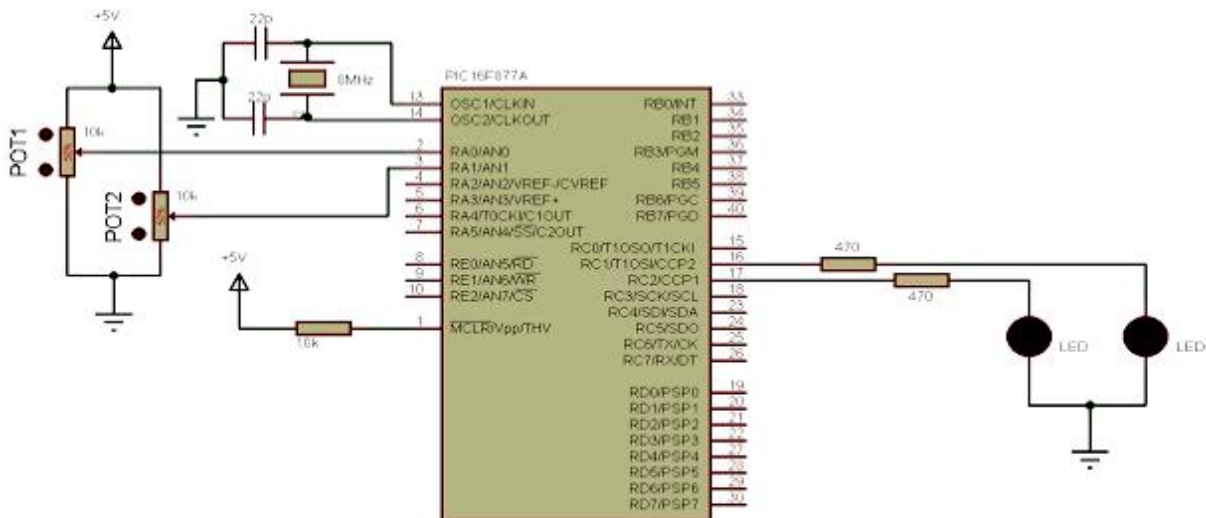 +5V
22p
8MHz
22p
PIC16F877A
POT1
10k
50%
POT2
10k
50%
+5V
10k
13 OSC1/CLKIN
14 OSC2/CLKOUT
2 RA0/AN0
3 RA1/AN1
4 RA2/AN2/VREF-/CVREF
5 RA3/AN3/VREF+
6 RA4/T0CKI/C1OUT
7 RA5/AN4/SS/C2OUT
8 RE0/AN5/RD
9 RE1/AN6/WR
10 RE2/AN7/CS
1 MCLR/Vpp/THV
RB0/INT 33
RB1 34
RB2 35
RB3/PGM 36
RB4 37
RB5 38
RB6/PGC 39
RB7/PGD 40
RC0/T1OSO/T1CKI 15
RC1/T1OSI/CCP2 16
RC2/CCP1 17
RC3/SCK/SCL 18
RC4/SDI/SDA 23
RC5/SDO 24
RC6/TX/CK 25
RC7/RX/DT 26
RD0/PSP0 19
RD1/PSP1 20
RD2/PSP2 21
RD3/PSP3 22
RD4/PSP4 27
RD5/PSP5 28
RD6/PSP6 29
RD7/PSP7 30
470
470
LED
LED